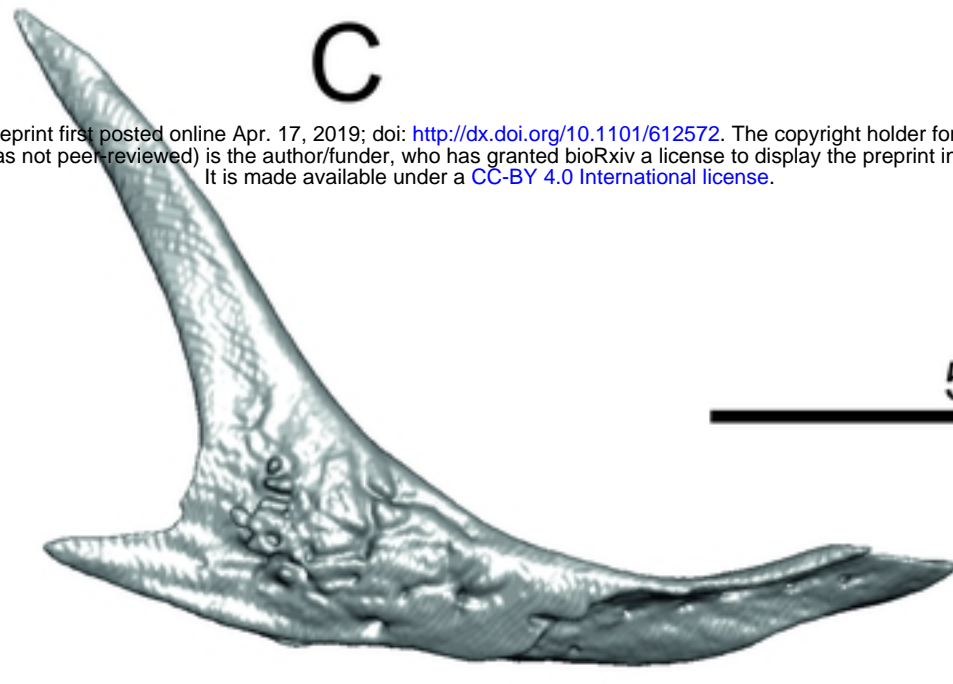 C
eprint first posted online Apr. 17, 2019; doi: http://dx.doi.org/10.1101/612572. The copyright holder for
as not peer-reviewed) is the author/funder, who has granted bioRxiv a license to display the preprint in
It is made available under a CC-BY 4.0 International license.
5